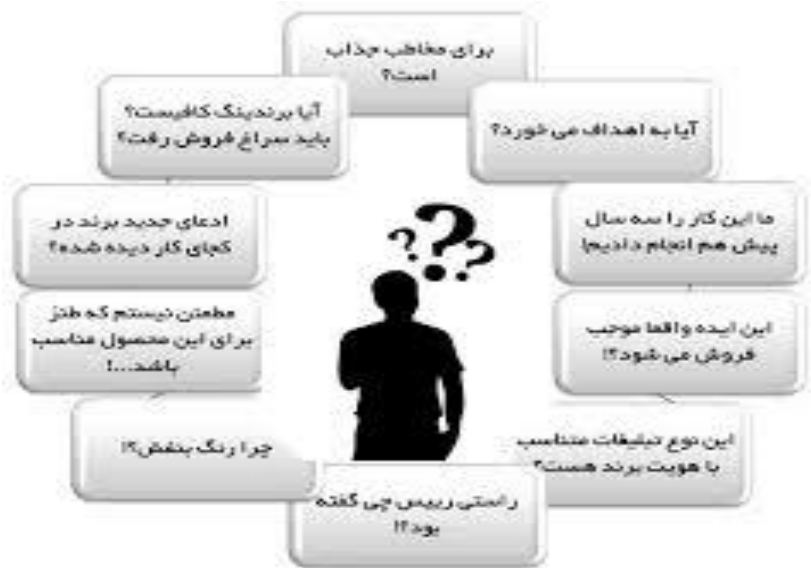 برای مخاطب جذاب
است؟
آیا به اهداف می خورد؟
ما این کار را سه سال
پیش هم انجام دادیم!
این ایده واقعا موجب
فروش می شود؟!
این نوع تبلیغات متناسب
با هویت برند هست؟
راستی رییس چی گفته
بود؟!
چرا رنگ بنفش؟!
مطمئن نیستم که طنز
برای این محصول مناسب
باشد...!
ادعای جدید برند در
کجای کار دیده شده؟
آیا برندینگ کافیست؟
باید سراغ فروش رفت؟
???